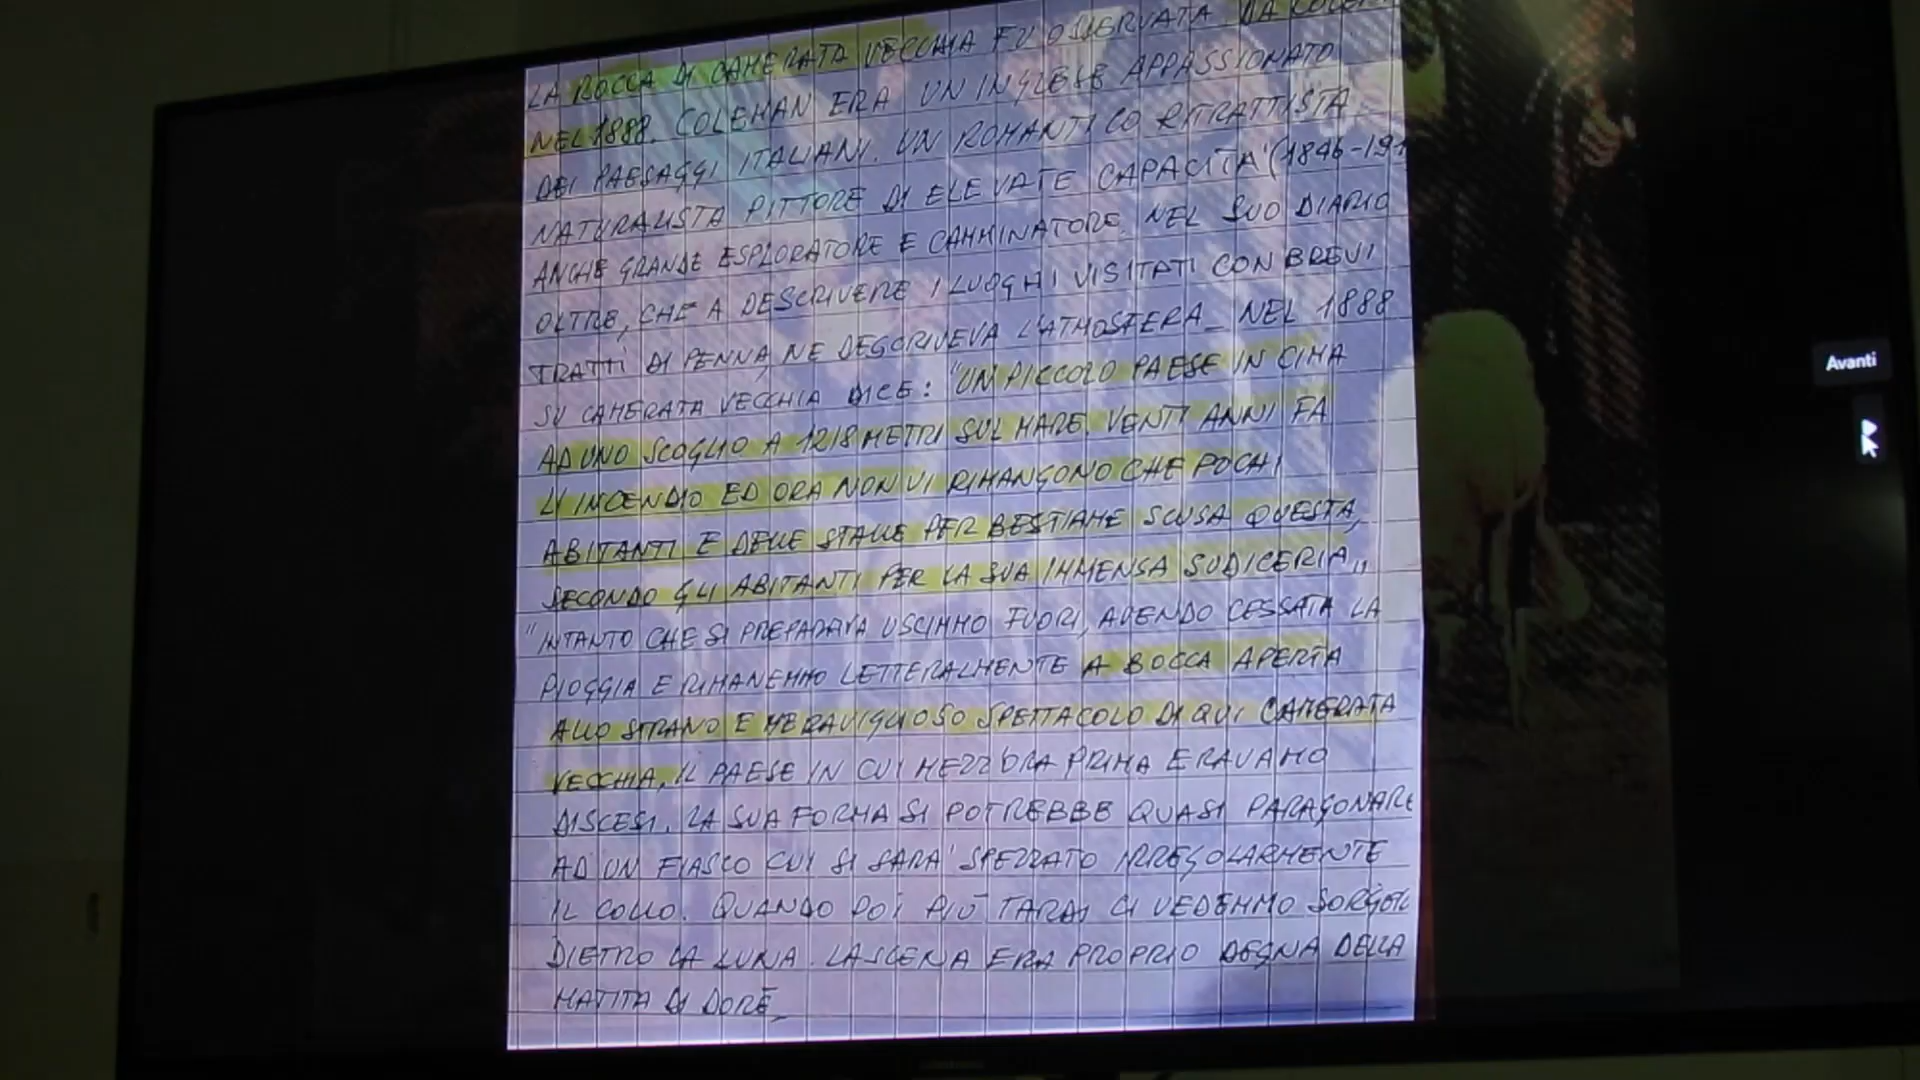 LA ROCCA DI CAMERATA VECCHIA FU OSSERVATA DA
NEL 1888. COLEMAN ERA UN INGLESE APPASSIONATO
DEI PAESAGGI ITALIANI. UN ROMANTICO RITRATTISTA
NATURALISTA PITTORE DI ELEVATE CAPACITA' (1846-191
ANCHE GRANDE ESPLORATORE E CAMMINATORE. NEL SUO DIARIO
OLTRE, CHE A DESCRIVERE I LUOGHI VISITATI CON BREVI
TRATTI DI PENNA, NE DESCRIVEVA L'ATMOSFERA_ NEL 1888
SU CAMERATA VECCHIA DICE: "UN PICCOLO PAESE IN CIMA
AD UNO SCOGLIO A 1218 METRI SUL MARE. VENTI ANNI FA
LI INCENDIO ED ORA NON VI RIMANGONO CHE POCHI
ABITANTI E DELLE STALLE PER BESTIAME SCUSA QUESTA,
SECONDO GLI ABITANTI PER LA SUA IMMENSA SUDICERIA"
"INTANTO CHE SI PREPARAVA USCIMMO FUORI, AVENDO CESSATA LA
PIOGGIA E RIMANEMMO LETTERALMENTE A BOCCA APERTA
ALLO STRANO E MERAVIGLIOSO SPETTACOLO DI QUI CAMERATA
VECCHIA, IL PAESE IN CUI MEZZ'ORA PRIMA ERAVAMO
DISCESI. LA SUA FORMA SI POTREBBE QUASI PARAGONARE
AD UN FIASCO CUI SI SARA' SPEZZATO IRREGOLARMENTE
IL COLLO. QUANDO POI PIÙ TARDI CI VEDEMMO
DIETRO LA LUNA. LA SCENA ERA PROPRIO DEGNA DELLA
MATITA DI DORÉ_
Avanti